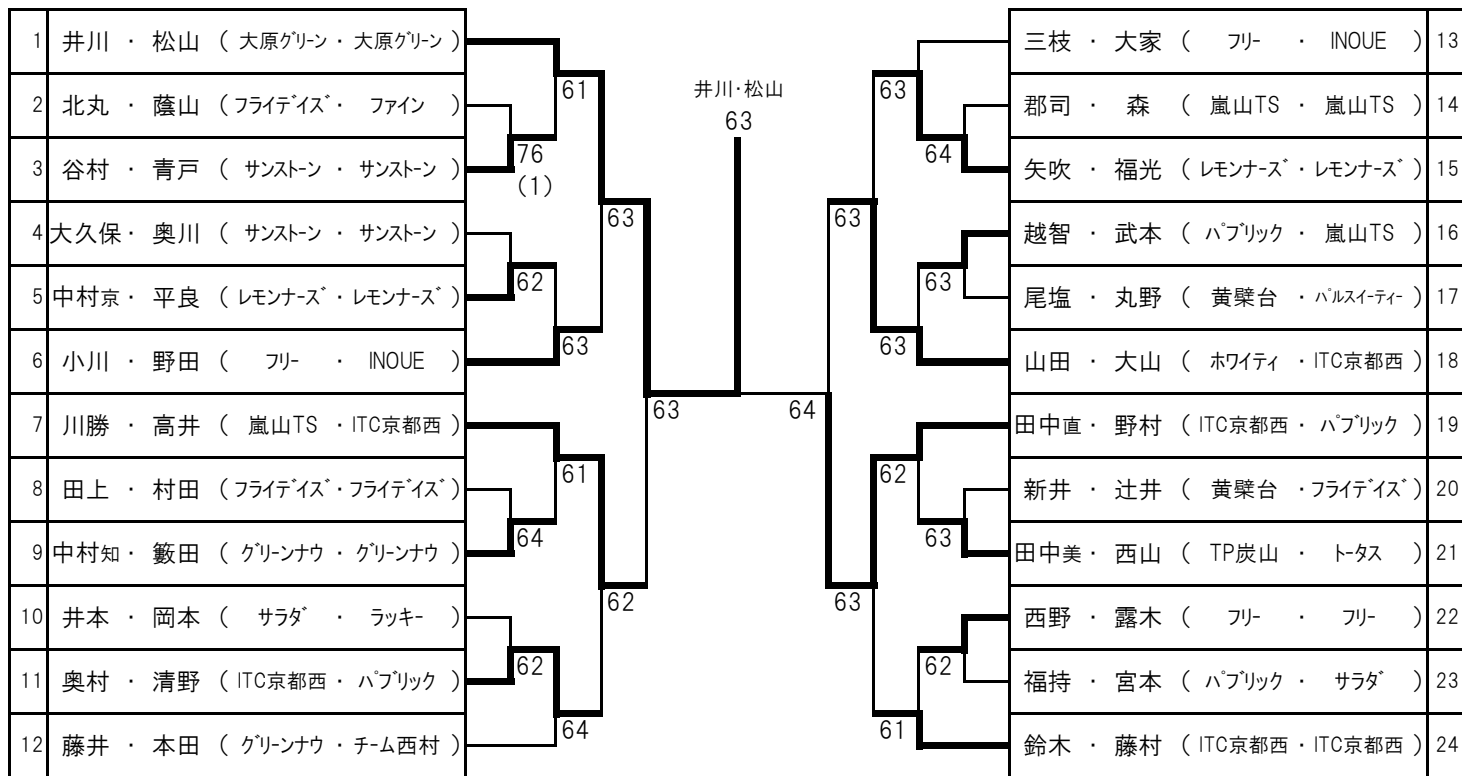 1 井川 ・ 松山 ( 大原グリーン ・ 大原グリーン )
2 北丸 ・ 蔭山 ( フライデイズ ・ ファイン )
3 谷村 ・ 青戸 ( サンストーン ・ サンストーン )
4 大久保 ・ 奥川 ( サンストーン ・ サンストーン )
5 中村京 ・ 平良 ( レモンナーズ ・ レモンナーズ )
6 小川 ・ 野田 ( フリー ・ INOUE )
7 川勝 ・ 高井 ( 嵐山TS ・ ITC京都西 )
8 田上 ・ 村田 ( フライデイズ ・ フライデイズ )
9 中村知 ・ 籔田 ( グリーンナウ ・ グリーンナウ )
10 井本 ・ 岡本 ( サラダ ・ ラッキー )
11 奥村 ・ 清野 ( ITC京都西 ・ パブリック )
12 藤井 ・ 本田 ( グリーンナウ ・ チーム西村 )
61
76
(1)
62
63
61
64
62
64
63
62
63
井川・松山
63
64
63
63
63
64
63
63
62
63
62
61
三枝 ・ 大家 ( フリー ・ INOUE ) 13
郡司 ・ 森 ( 嵐山TS ・ 嵐山TS ) 14
矢吹 ・ 福光 ( レモンナーズ ・ レモンナーズ ) 15
越智 ・ 武本 ( パブリック ・ 嵐山TS ) 16
尾塩 ・ 丸野 ( 黄檗台 ・ パルスイーティー ) 17
山田 ・ 大山 ( ホワイティ ・ ITC京都西 ) 18
田中直 ・ 野村 ( ITC京都西 ・ パブリック ) 19
新井 ・ 辻井 ( 黄檗台 ・ フライデイズ ) 20
田中美 ・ 西山 ( TP炭山 ・ トータス ) 21
西野 ・ 露木 ( フリー ・ フリー ) 22
福持 ・ 宮本 ( パブリック ・ サラダ ) 23
鈴木 ・ 藤村 ( ITC京都西 ・ ITC京都西 ) 24